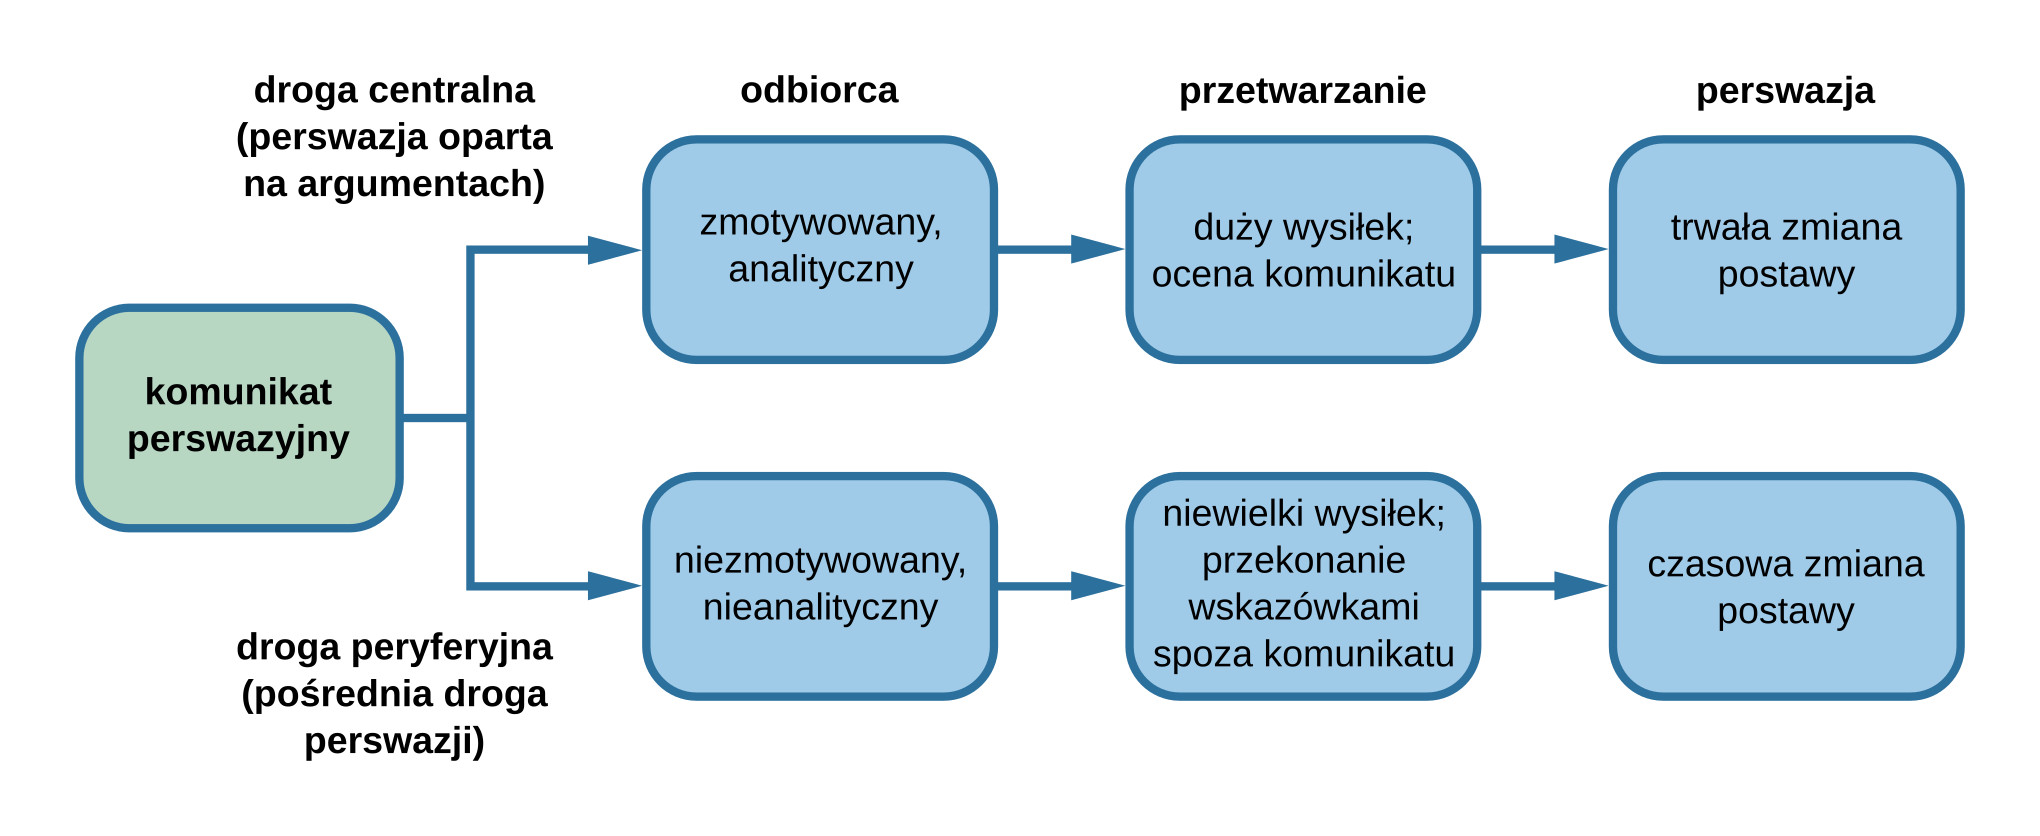 droga centralna
(perswazja oparta
na argumentach)
odbiorca
przetwarzanie
perswazja
zmotywowany,
analityczny
duży wysiłek;
ocena komunikatu
trwała zmiana
postawy
komunikat
perswazyjny
niezmotywowany,
nieanalityczny
niewielki wysiłek;
przekonanie
wskazówkami
spoza komunikatu
czasowa zmiana
postawy
droga peryferyjna
(pośrednia droga
perswazji)